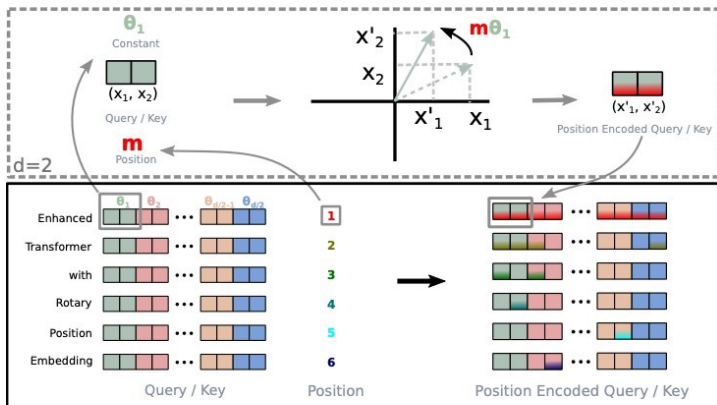 θ1
Constant
(x1, x2)
Query / Key
m
Position
d=2
x'2
x2
x'1
x1
mθ1
(x'1, x'2)
Position Encoded Query / Key
θ1 θ2 θd/2-1 θd/2
Enhanced ••• 1 •••
Transformer ••• 2 •••
with ••• 3 •••
Rotary ••• 4 •••
Position ••• 5 •••
Embedding ••• 6 •••
Query / Key Position Position Encoded Query / Key